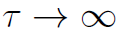 τ → ∞